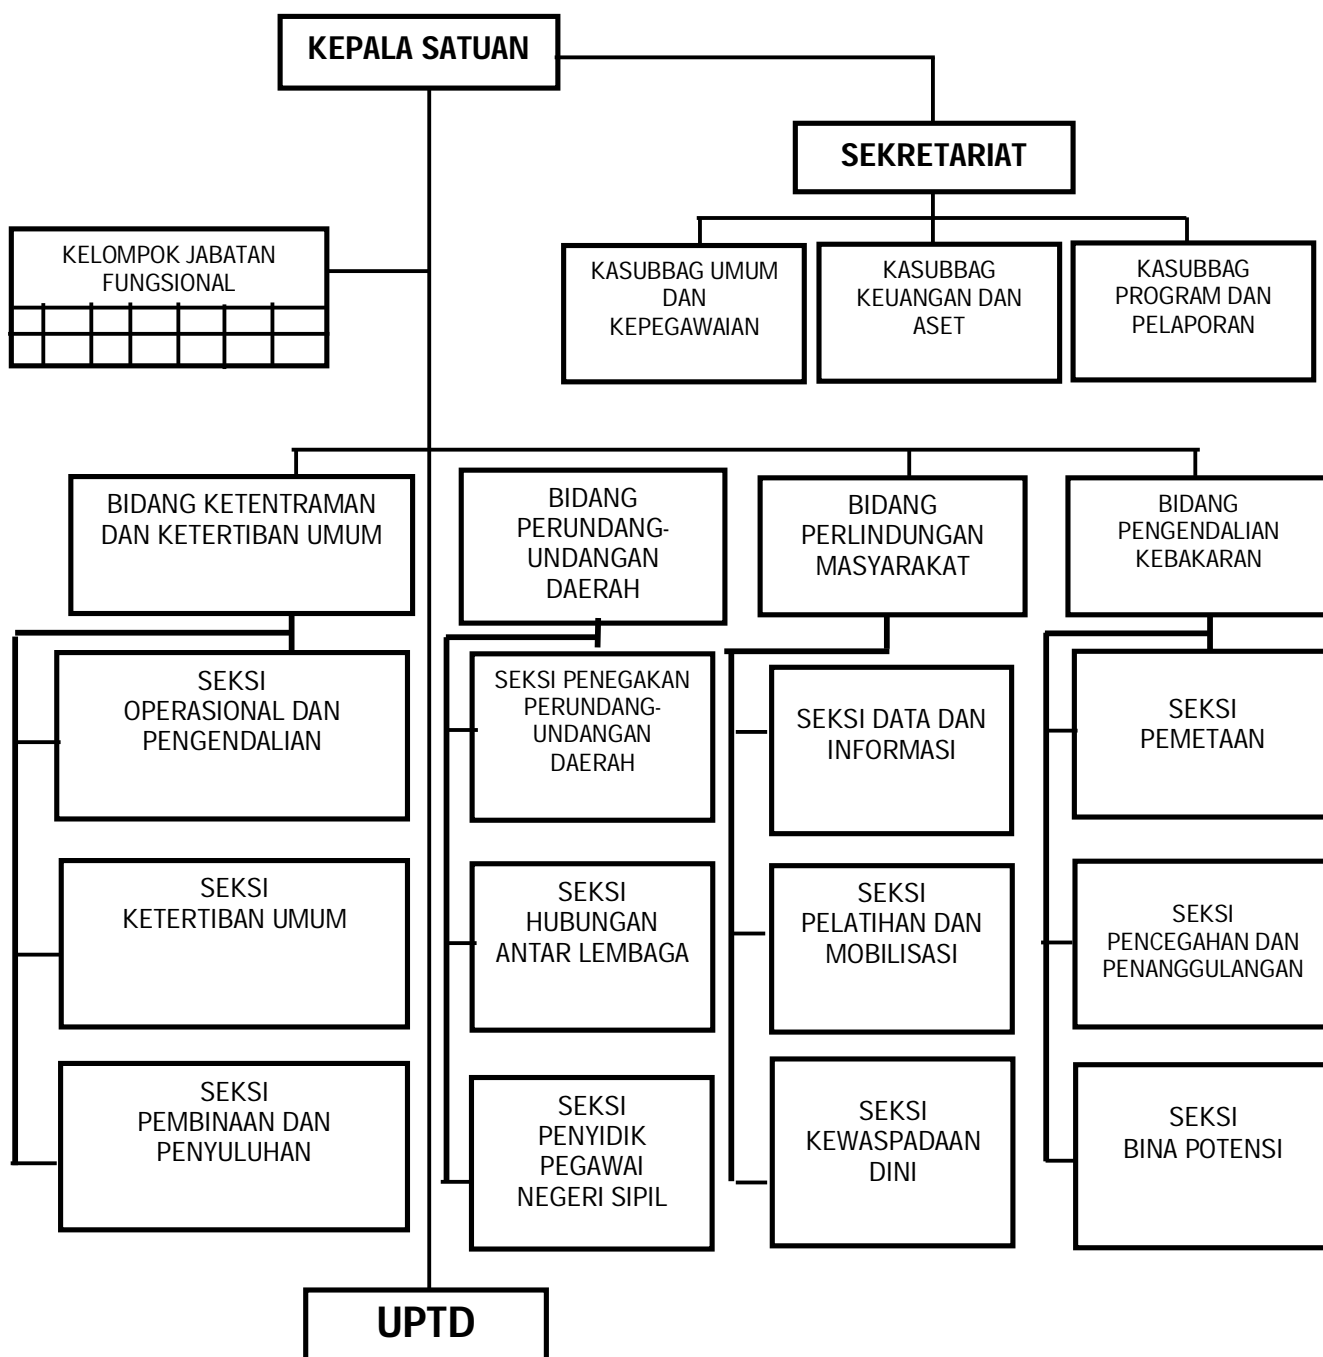 KEPALA SATUAN
SEKRETARIAT
KELOMPOK JABATAN
FUNGSIONAL
KASUBBAG UMUM
DAN
KEPEGAWAIAN
KASUBBAG
KEUANGAN DAN
ASET
KASUBBAG
PROGRAM DAN
PELAPORAN
BIDANG KETENTRAMAN
DAN KETERTIBAN UMUM
BIDANG
PERUNDANG-
UNDANGAN
DAERAH
BIDANG
PERLINDUNGAN
MASYARAKAT
BIDANG
PENGENDALIAN
KEBAKARAN
SEKSI
OPERASIONAL DAN
PENGENDALIAN
SEKSI PENEGAKAN
PERUNDANG-
UNDANGAN
DAERAH
SEKSI DATA DAN
INFORMASI
SEKSI
PEMETAAN
SEKSI
KETERTIBAN UMUM
SEKSI
HUBUNGAN
ANTAR LEMBAGA
SEKSI
PELATIHAN DAN
MOBILISASI
SEKSI
PENCEGAHAN DAN
PENANGGULANGAN
SEKSI
PEMBINAAN DAN
PENYULUHAN
SEKSI
PENYIDIK
PEGAWAI
NEGERI SIPIL
SEKSI
KEWASPADAAN
DINI
SEKSI
BINA POTENSI
UPTD